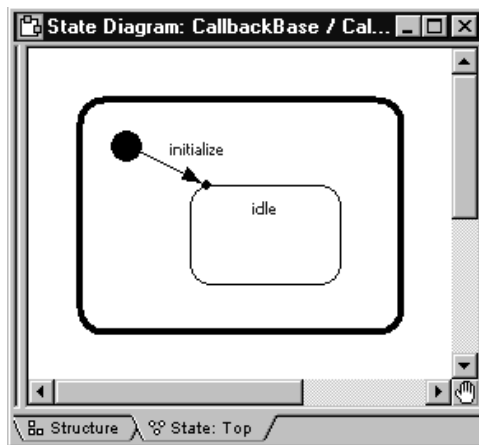 State Diagram: CallbackBase / Cal...
initialize
idle
Structure
State: Top